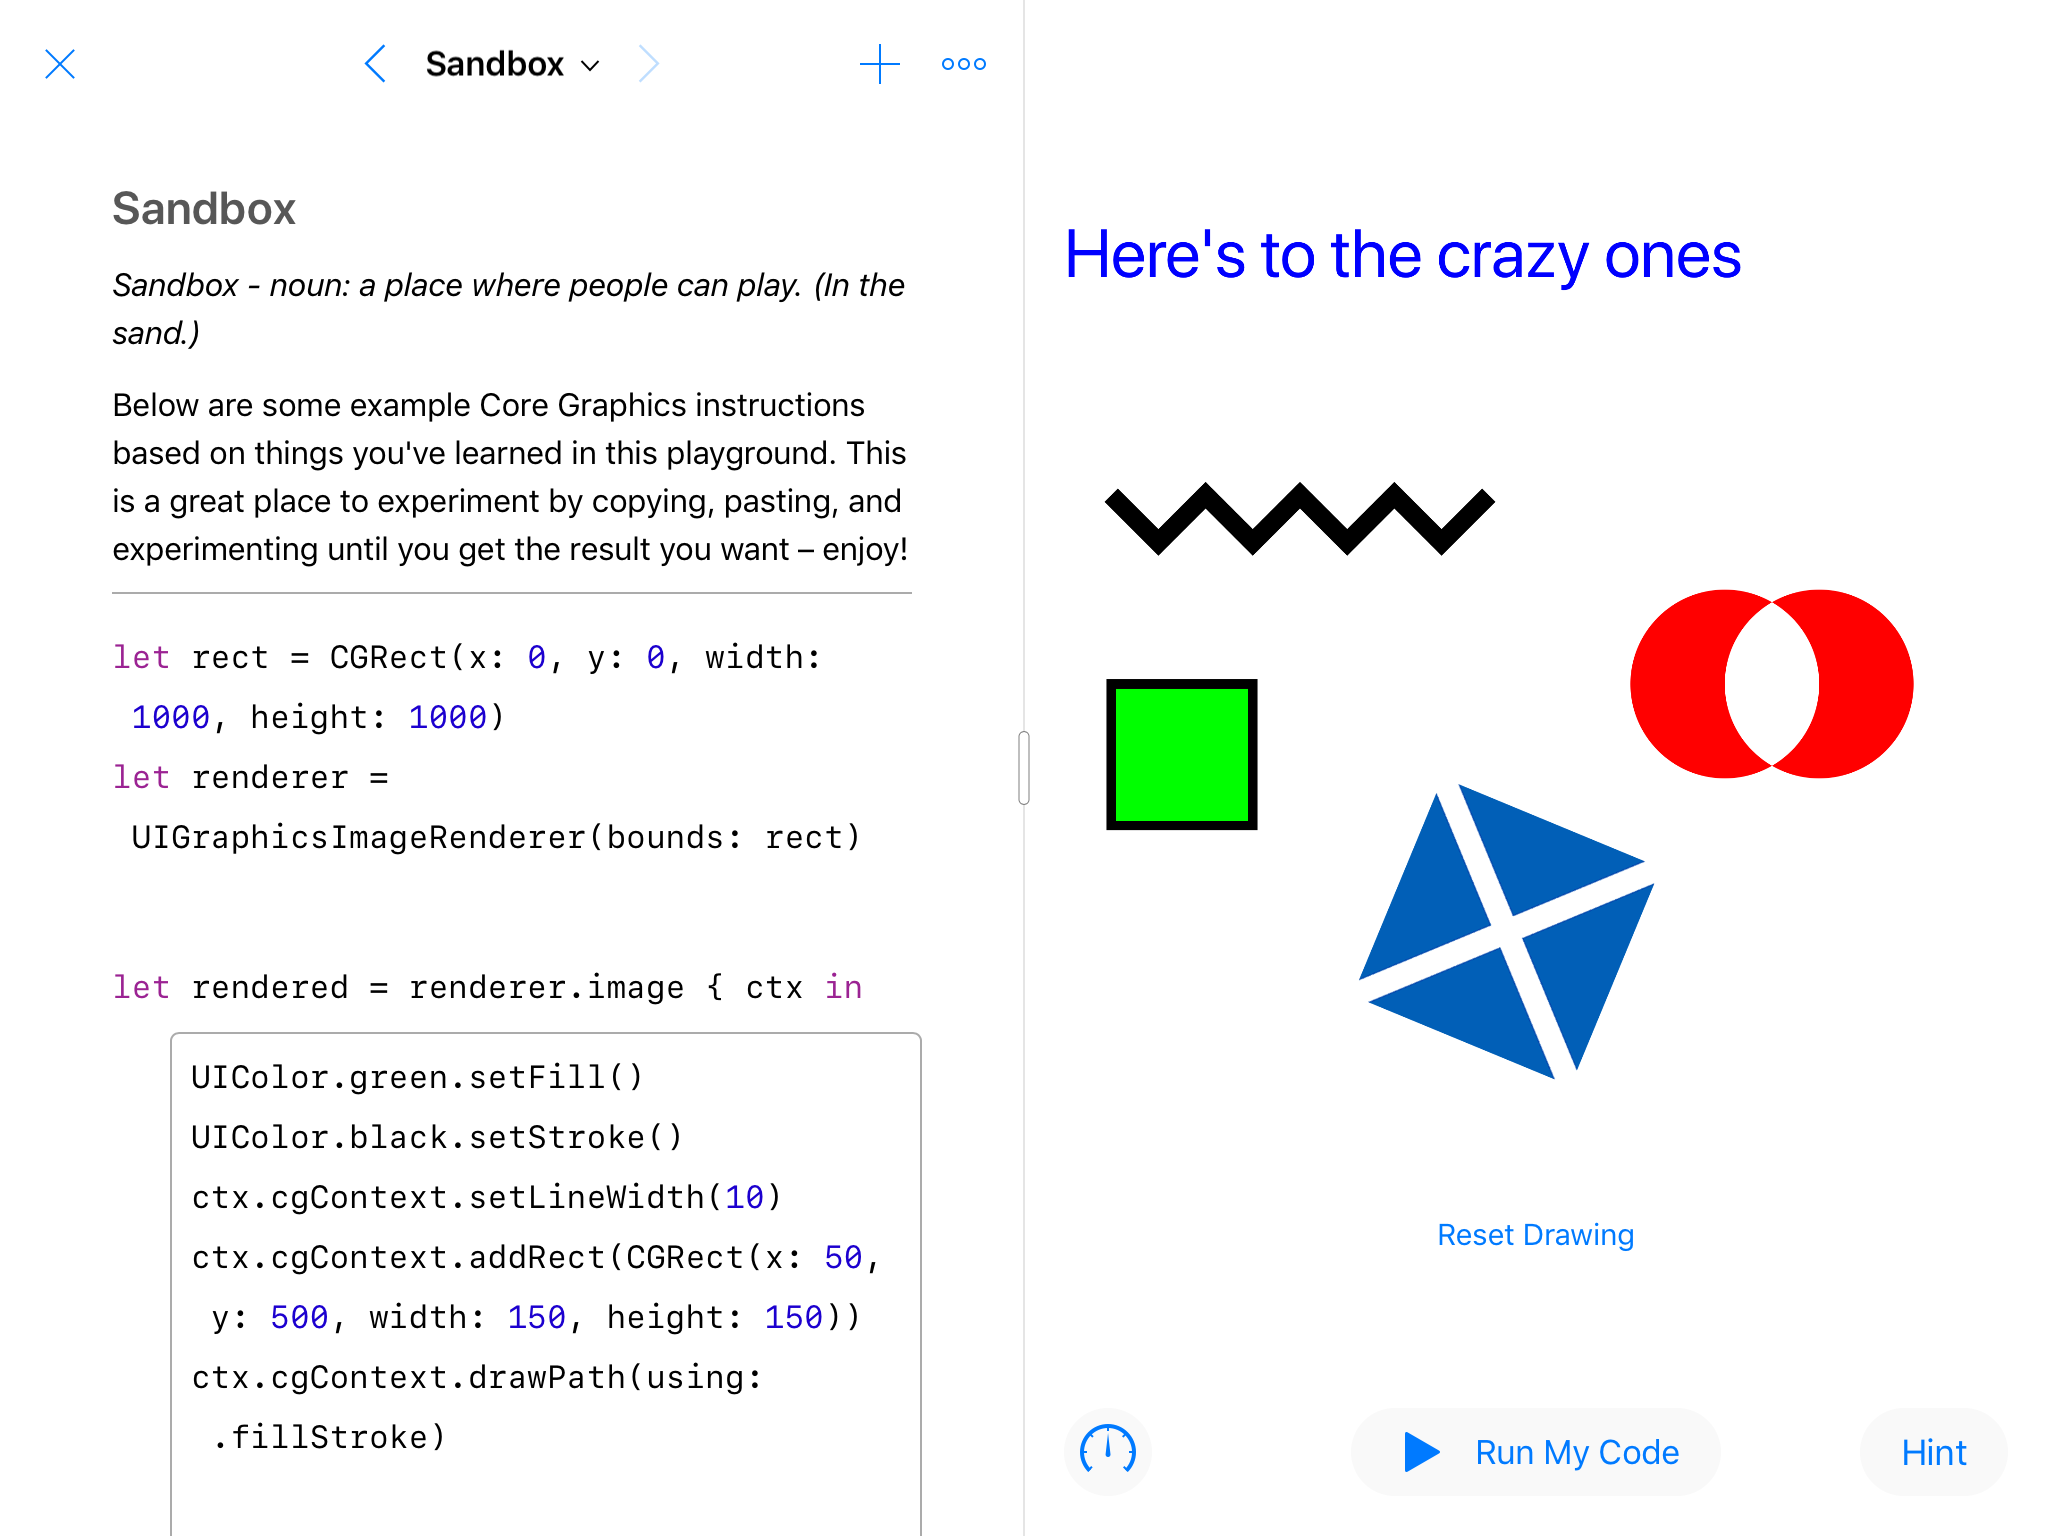 Sandbox
Sandbox
Sandbox - noun: a place where people can play. (In the
sand.)
Below are some example Core Graphics instructions
based on things you've learned in this playground. This
is a great place to experiment by copying, pasting, and
experimenting until you get the result you want – enjoy!
let rect = CGRect(x: 0, y: 0, width:
1000, height: 1000)
let renderer =
UIGraphicsImageRenderer(bounds: rect)
let rendered = renderer.image { ctx in
UIColor.green.setFill()
UIColor.black.setStroke()
ctx.cgContext.setLineWidth(10)
ctx.cgContext.addRect(CGRect(x: 50,
y: 500, width: 150, height: 150))
ctx.cgContext.drawPath(using:
.fillStroke)
Here's to the crazy ones
Reset Drawing
Run My Code
Hint